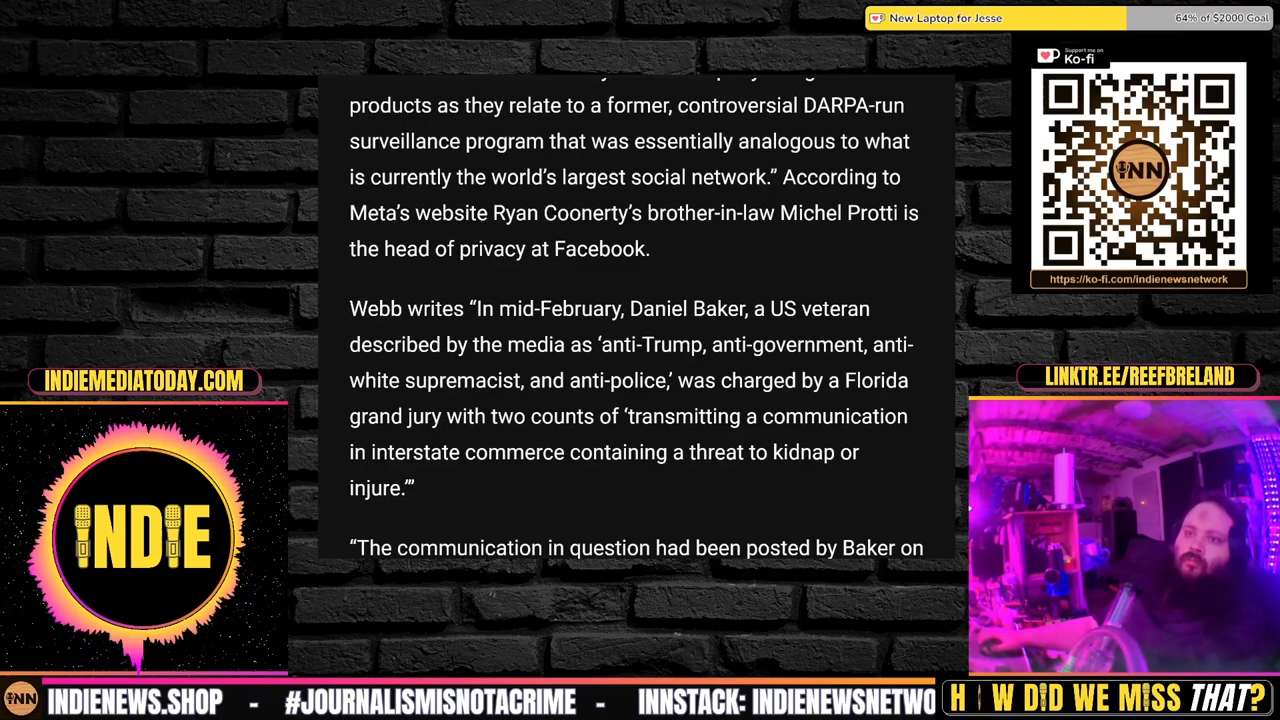 New Laptop for Jesse
64% of $2000 Goal
Support me on
Ko-fi
iNN
https://ko-fi.com/indienewsnetwork
products as they relate to a former, controversial DARPA-run
surveillance program that was essentially analogous to what
is currently the world’s largest social network.” According to
Meta’s website Ryan Coonerty’s brother-in-law Michel Protti is
the head of privacy at Facebook.
Webb writes “In mid-February, Daniel Baker, a US veteran
described by the media as ‘anti-Trump, anti-government, anti-
white supremacist, and anti-police,’ was charged by a Florida
grand jury with two counts of ‘transmitting a communication
in interstate commerce containing a threat to kidnap or
injure.’”
“The communication in question had been posted by Baker on
INDIEMEDIATODAY.COM
INDIE
LINKTR.EE/REEFBRELAND
iNN
INDIENEWS.SHOP - #JOURNALISMISNOTACRIME - INNSTACK: INDIENEWSNETWO
HOW DID WE MISS THAT?